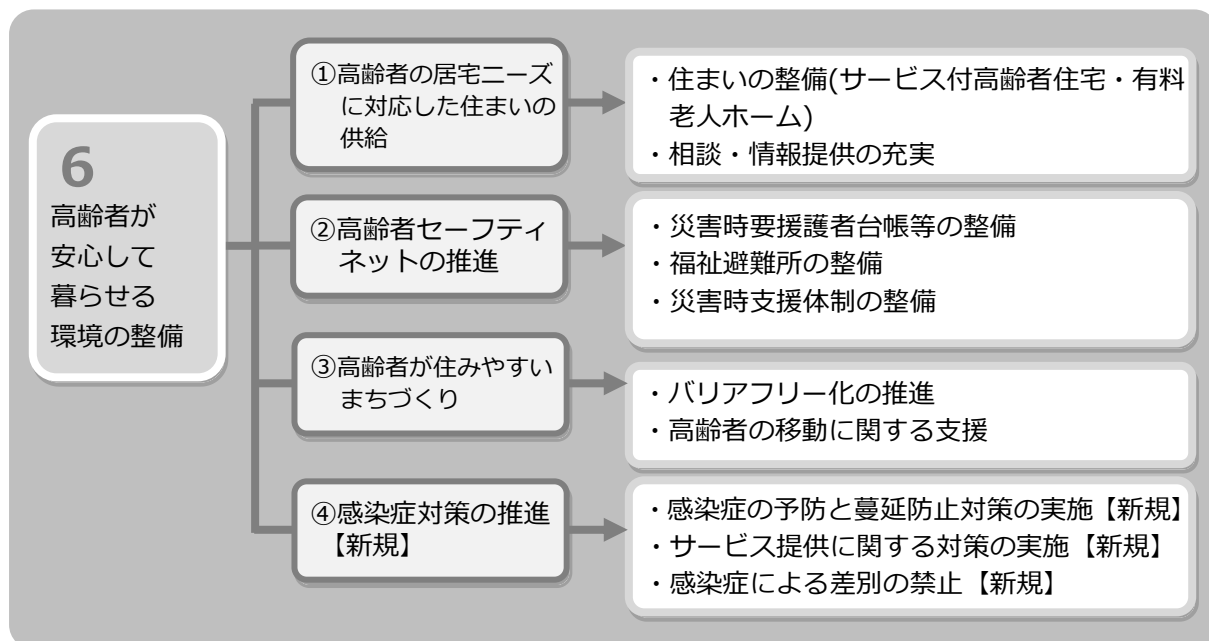 6
高齢者が
安心して
暮らせる
環境の整備
①高齢者の居宅ニーズ
に対応した住まいの
供給
・住まいの整備(サービス付高齢者住宅・有料
老人ホーム)
・相談・情報提供の充実
②高齢者セーフティ
ネットの推進
・災害時要援護者台帳等の整備
・福祉避難所の整備
・災害時支援体制の整備
③高齢者が住みやすい
まちづくり
・バリアフリー化の推進
・高齢者の移動に関する支援
④感染症対策の推進
【新規】
・感染症の予防と蔓延防止対策の実施【新規】
・サービス提供に関する対策の実施【新規】
・感染症による差別の禁止【新規】